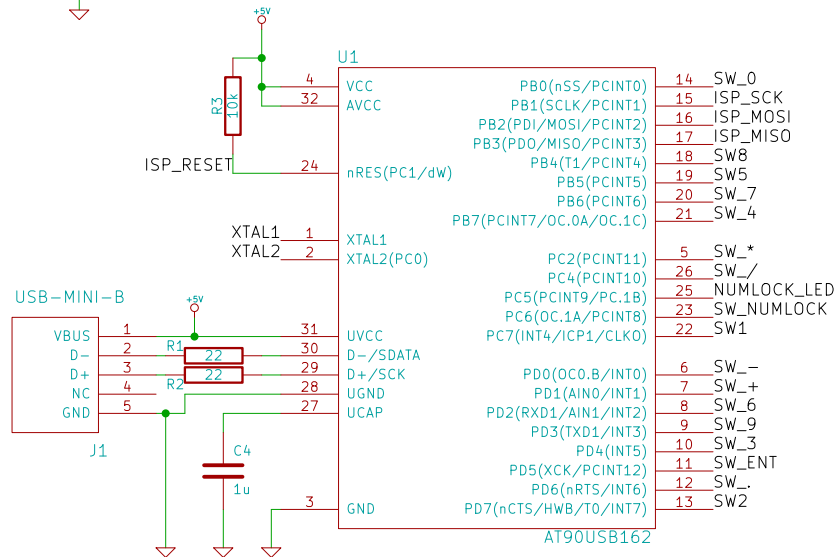 +5V
U1
4 VCC PB0(nSS/PCINT0) 14 SW_0
32 AVCC PB1(SCLK/PCINT1) 15 ISP_SCK
R3 10k
PB2(PDI/MOSI/PCINT2) 16 ISP_MOSI
PB3(PDO/MISO/PCINT3) 17 ISP_MISO
ISP_RESET 24 nRES(PC1/dW) PB4(T1/PCINT4) 18 SW8
PB5(PCINT5) 19 SW5
PB6(PCINT6) 20 SW_7
PB7(PCINT7/OC.0A/OC.1C) 21 SW_4
XTAL1 1 XTAL1
XTAL2 2 XTAL2(PC0) PC2(PCINT11) 5 SW_*
PC4(PCINT10) 26 SW_/
PC5(PCINT9/PC.1B) 25 NUMLOCK_LED
PC6(OC.1A/PCINT8) 23 SW_NUMLOCK
USB-MINI-B
+5V
VBUS 1 31 UVCC PC7(INT4/ICP1/CLKO) 22 SW1
D- 2 R1 22 30 D-/SDATA
D+ 3 R2 22 29 D+/SCK PD0(OC0.B/INT0) 6 SW_-
NC 4 28 UGND PD1(AIN0/INT1) 7 SW_+
GND 5 27 UCAP PD2(RXD1/AIN1/INT2) 8 SW_6
PD3(TXD1/INT3) 9 SW_9
J1
C4
1u
PD4(INT5) 10 SW_3
PD5(XCK/PCINT12) 11 SW_ENT
PD6(nRTS/INT6) 12 SW_.
3 GND PD7(nCTS/HWB/T0/INT7) 13 SW2
AT90USB162